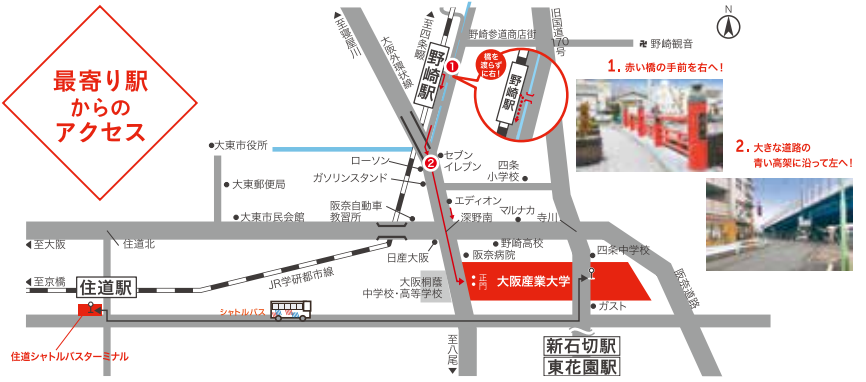 最寄り駅
からの
アクセス
至寝屋川
大阪外環状線
至四条畷
野崎駅
旧国道170号
野崎参道商店街
卍 野崎観音
N
橋を
渡らず
に右!
野崎駅
1
2
1. 赤い橋の手前を右へ!
2. 大きな道路の
青い高架に沿って左へ!
大東市役所
ローソン
ガソリンスタンド
セブン
イレブン
四条
小学校
大東郵便局
エディオン
マルナカ
寺川
大東市民会館
阪奈自動車
教習所
深野南
至大阪
住道北
日産大阪
野崎高校
阪奈病院
四条中学校
至京橋
住道駅
JR学研都市線
大阪桐蔭
中学校・高等学校
正門
大阪産業大学
阪奈道路
シャトルバス
ガスト
住道シャトルバスターミナル
至八尾
新石切駅
東花園駅